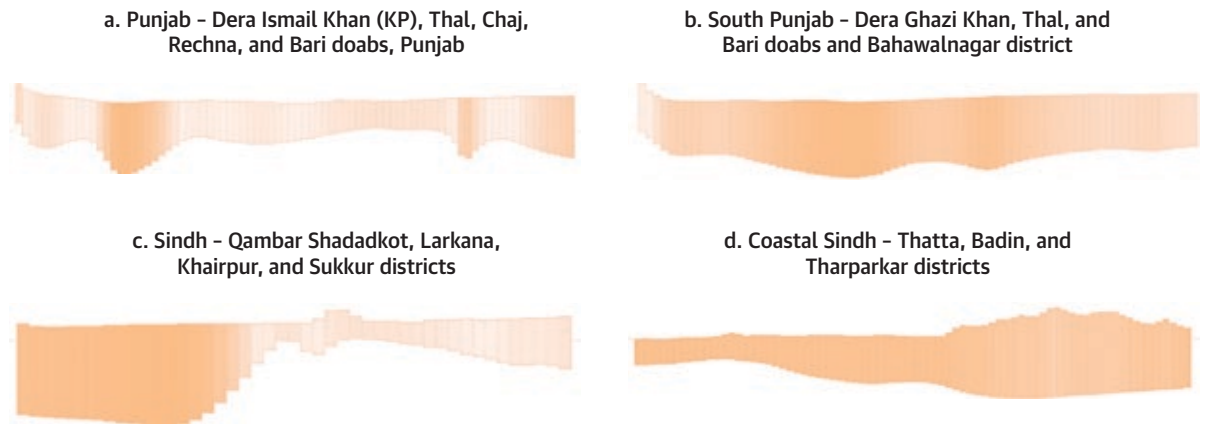 a. Punjab – Dera Ismail Khan (KP), Thal, Chaj,
Rechna, and Bari doabs, Punjab
b. South Punjab – Dera Ghazi Khan, Thal, and
Bari doabs and Bahawalnagar district
c. Sindh – Qambar Shadadkot, Larkana,
Khairpur, and Sukkur districts
d. Coastal Sindh – Thatta, Badin, and
Tharparkar districts